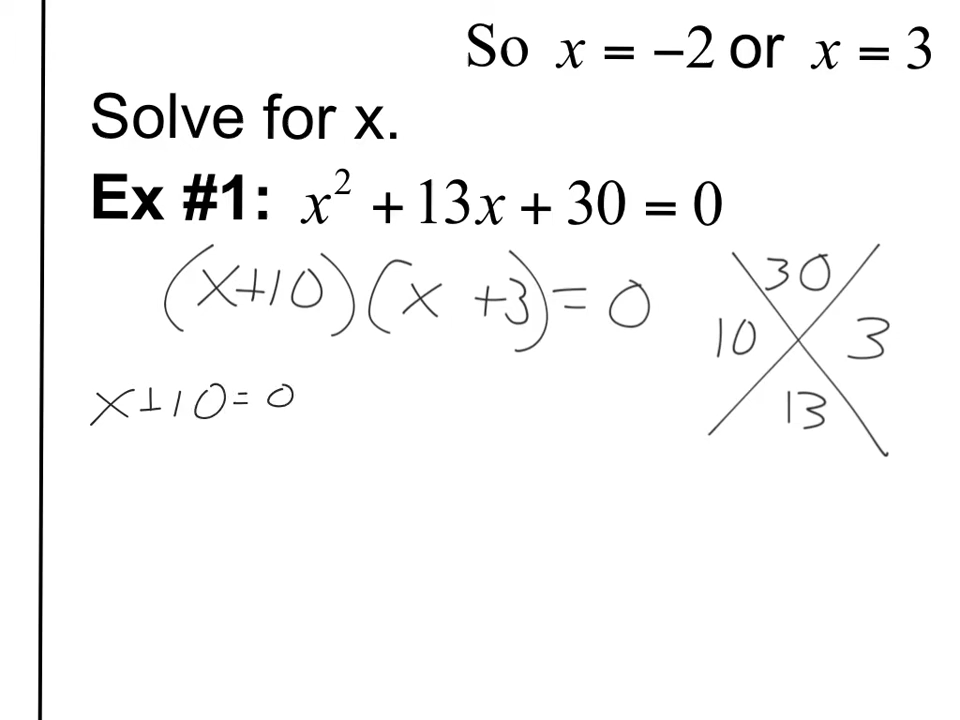 So x = −2 or x = 3
Solve for x.
Ex #1: x² + 13x + 30 = 0
(x+10)(x +3) = 0
30
10 3
13
x+10 = 0